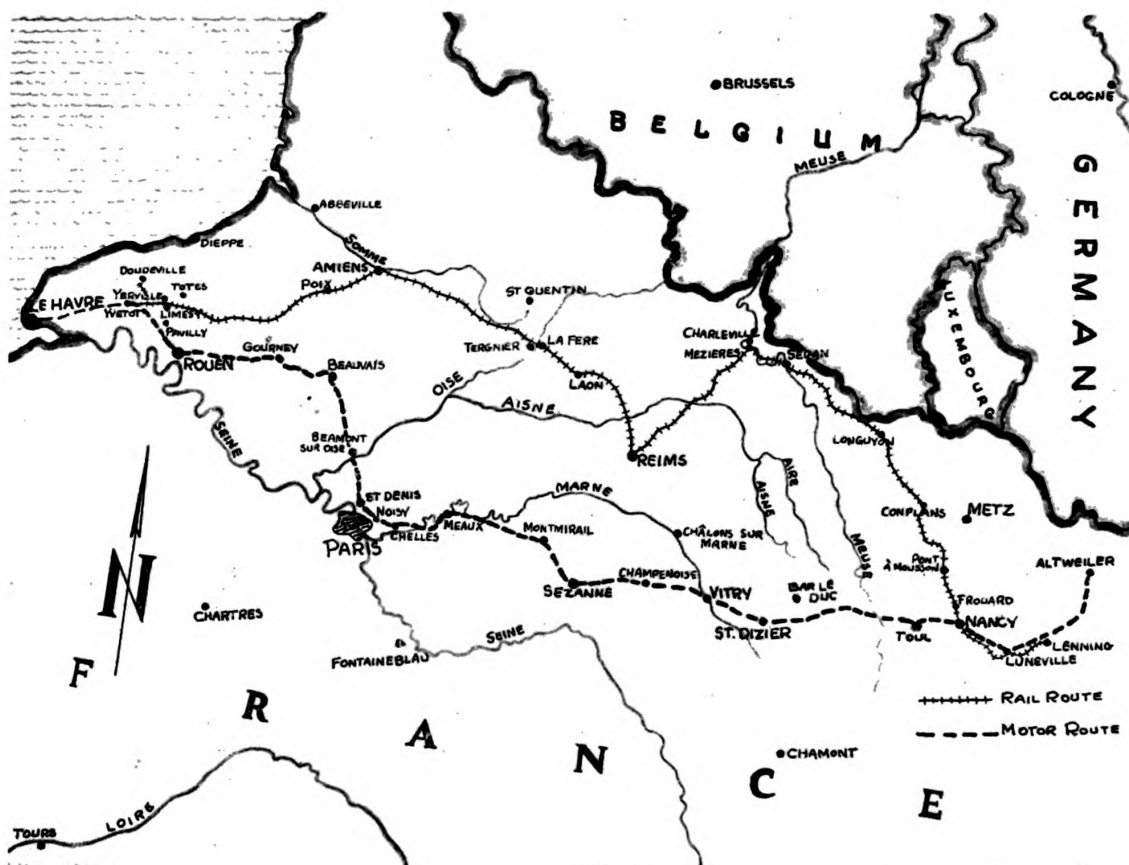 BRUSSELS
COLOGNE
BELGIUM
MEUSE
GERMANY
ABBEVILLE
DIEPPE
SOMME
AMIENS
DOUDEVILLE
TOTES
POIX
LE HAVRE
YERVILLE
YVETOT
LIMESY
PAVILLY
ST QUENTIN
LUXEMBOURG
CHARLEVILLE
MEZIERES
SEDAN
TERGNIER
LA FERE
ROUEN
GOURNEY
BEAUVAIS
LAON
OISE
AISNE
SEINE
BEAMONT
SUR OISE
REIMS
LONGUYON
AIRE
AISNE
MARNE
ST DENIS
NOISY
MEAUX
CHELLES
PARIS
MONTMIRAIL
CHÂLONS SUR
MARNE
CONPLANS
METZ
MEUSE
PONT
À MOUSSON
ALTWEILER
N
CHARTRES
SEZANNE
CHAMPENOISE
VITRY
BAR LE
DUC
FROUARD
NANCY
ST. DIZIER
TOUL
LENNING
LUNEVILLE
SEINE
FONTAINEBLAU
FRANCE
RAIL ROUTE
MOTOR ROUTE
CHAMONT
LOIRE
TOURS